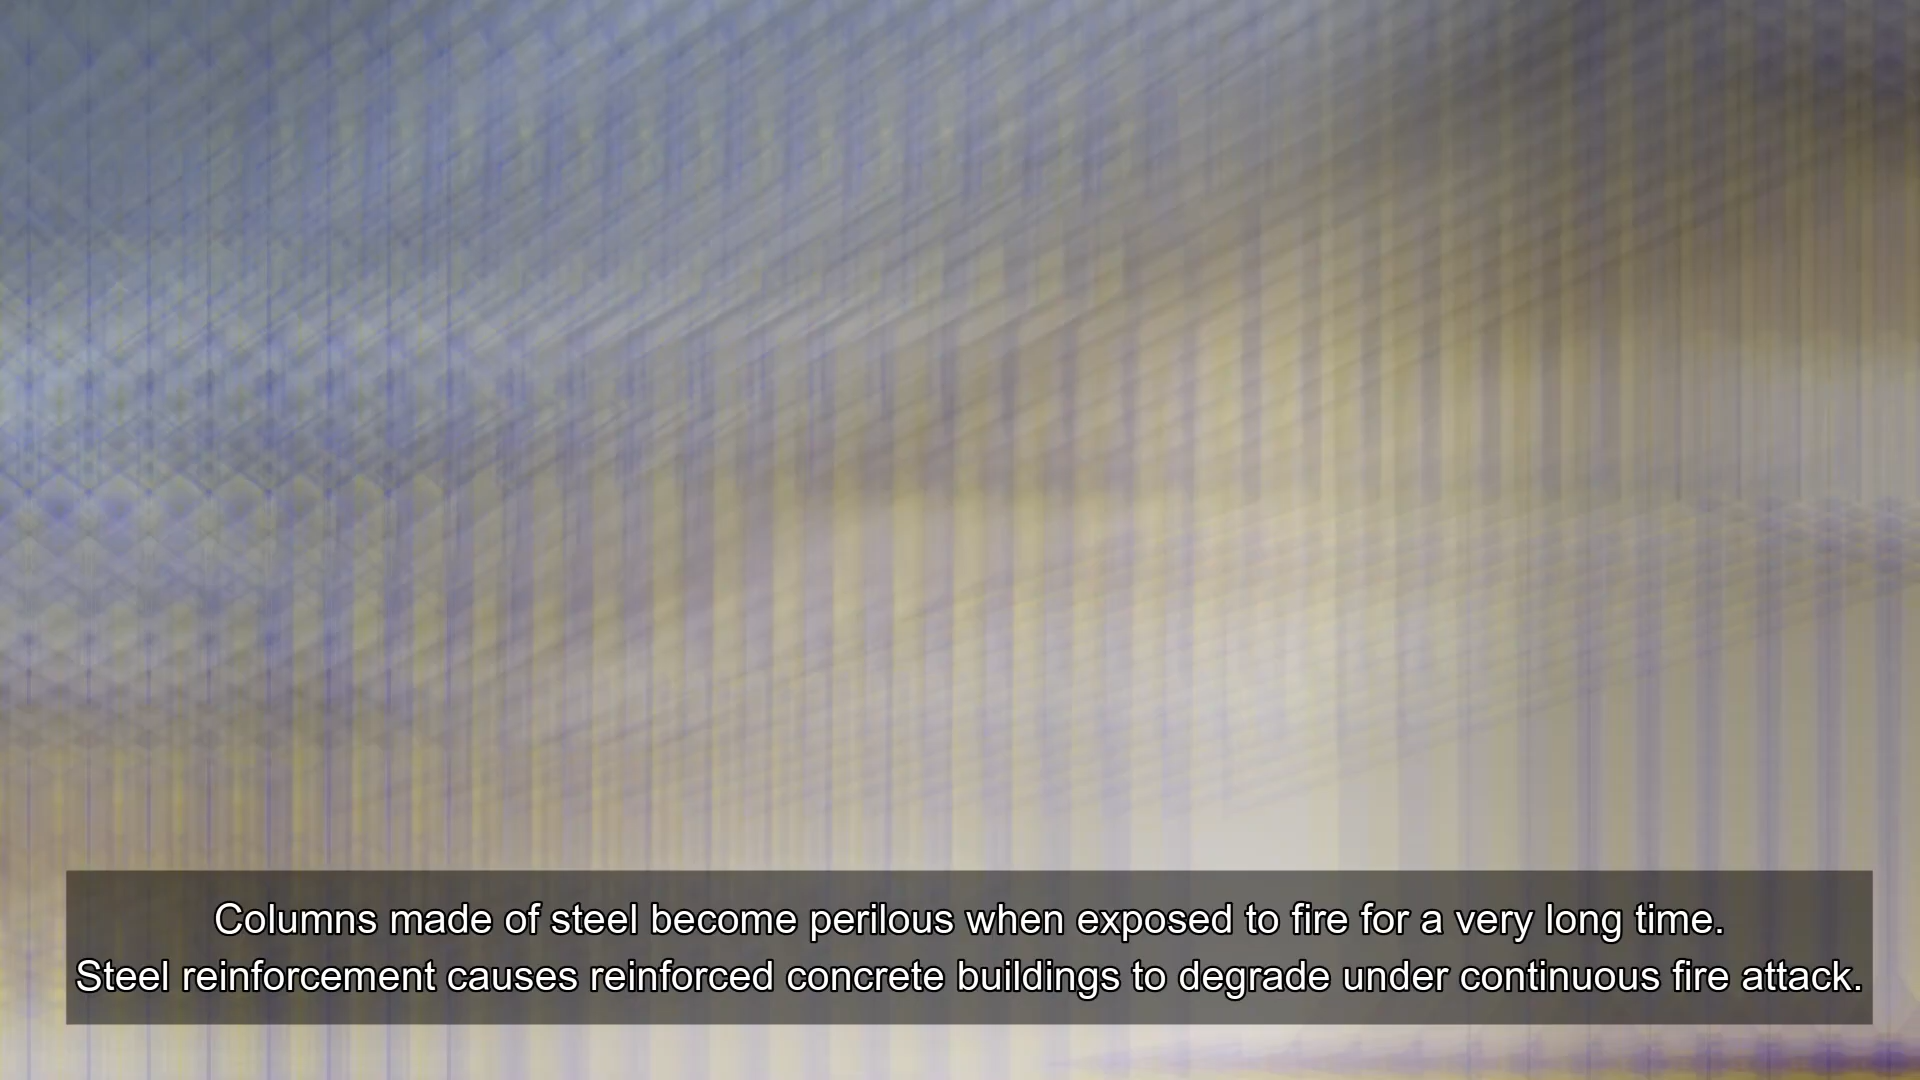 Columns made of steel become perilous when exposed to fire for a very long time.
Steel reinforcement causes reinforced concrete buildings to degrade under continuous fire attack.